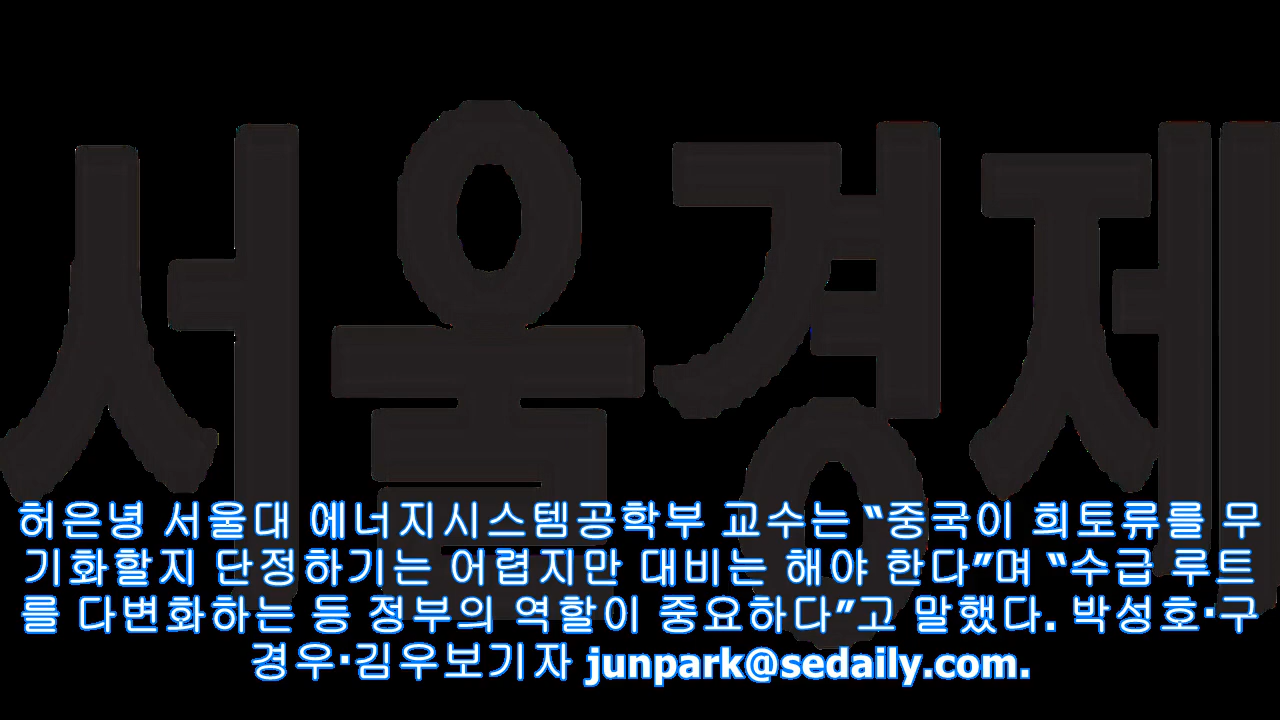 서울경제
허은녕 서울대 에너지시스템공학부 교수는 “중국이 희토류를 무
기화할지 단정하기는 어렵지만 대비는 해야 한다”며 “수급 루트
를 다변화하는 등 정부의 역할이 중요하다”고 말했다. 박성호·구
경우·김우보기자 junpark@sedaily.com.